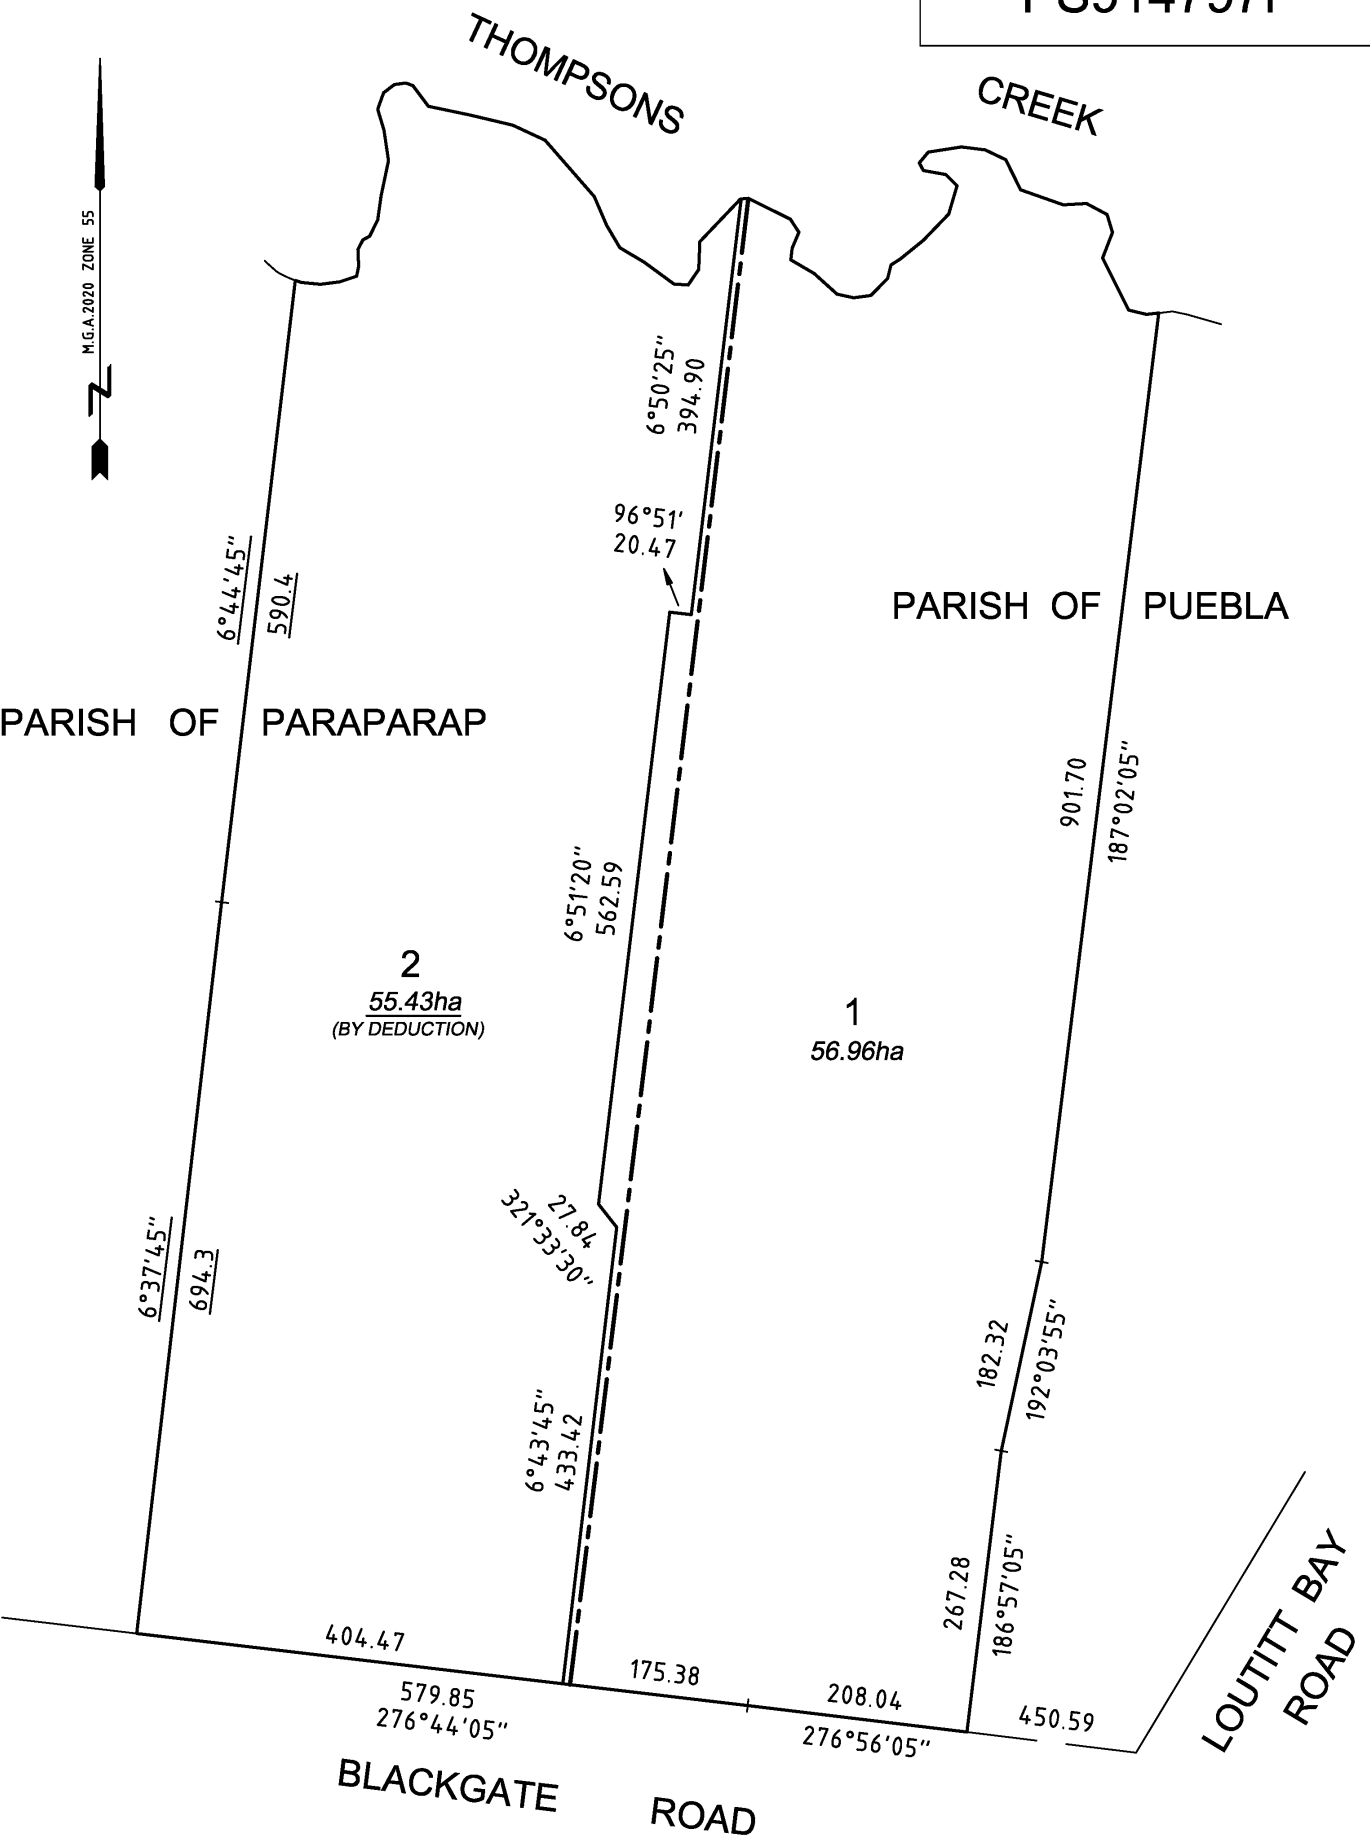 THOMPSONS
CREEK
M.G.A.2020 ZONE 55
N
6°50'25"
394.90
96°51'
20.47
6°44'45"
590.4
PARISH OF PUEBLA
PARISH OF PARAPARAP
901.70
187°02'05"
6°51'20"
562.59
2
55.43ha
(BY DEDUCTION)
1
56.96ha
27.84
321°33'30"
6°37'45"
694.3
182.32
192°03'55"
6°43'45"
433.42
267.28
186°57'05"
404.47
175.38
208.04
450.59
579.85
276°44'05"
276°56'05"
LOUTITT BAY
ROAD
BLACKGATE ROAD